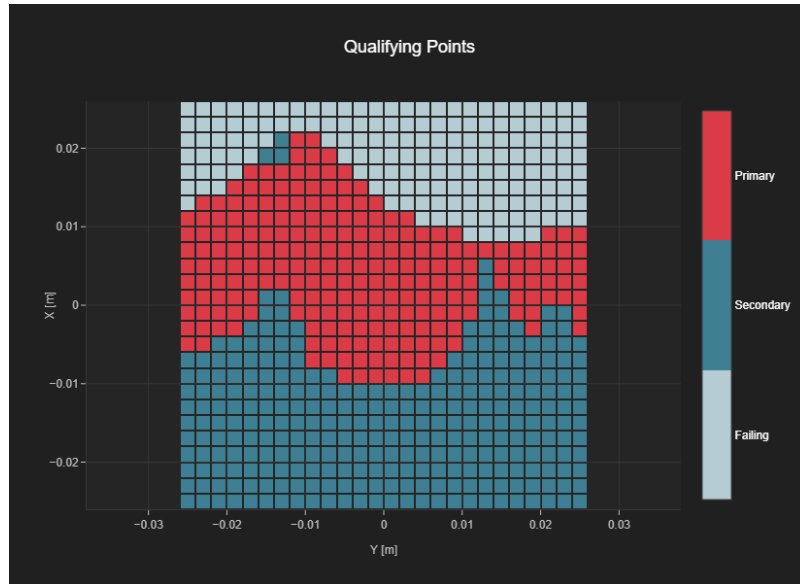 Qualifying Points
0.02
0.01
0
−0.01
−0.02
X [m]
−0.03
−0.02
−0.01
0
0.01
0.02
0.03
Y [m]
Primary
Secondary
Failing